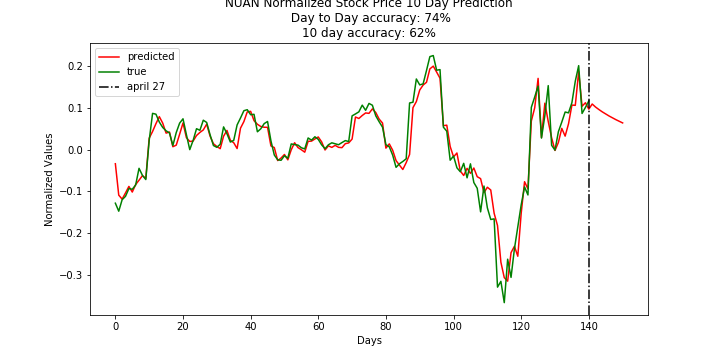 NUAN Normalized Stock Price 10 Day Prediction
Day to Day accuracy: 74%
10 day accuracy: 62%
predicted
true
april 27
Normalized Values
0.2
0.1
0.0
−0.1
−0.2
−0.3
0 20 40 60 80 100 120 140
Days